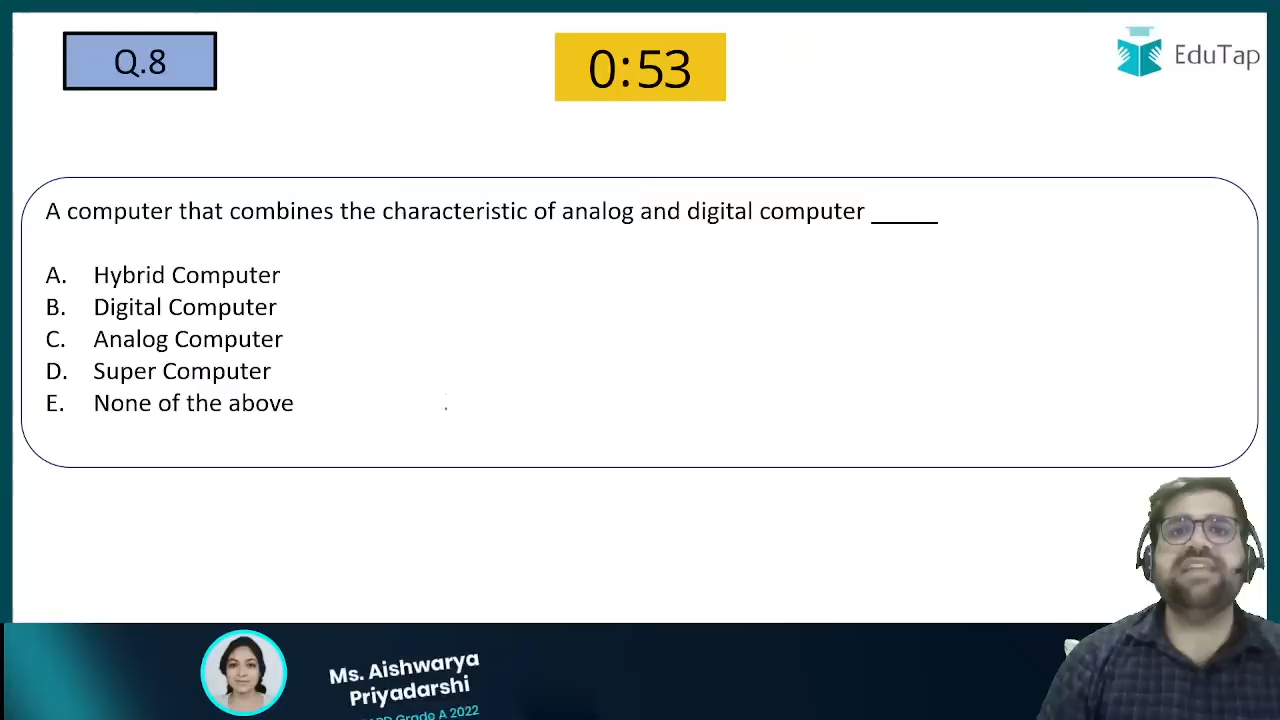 Q.8
0:53
EduTap
A computer that combines the characteristic of analog and digital computer _____
A. Hybrid Computer
B. Digital Computer
C. Analog Computer
D. Super Computer
E. None of the above
Ms. Aishwarya
Priyadarshi
Grade A 2022